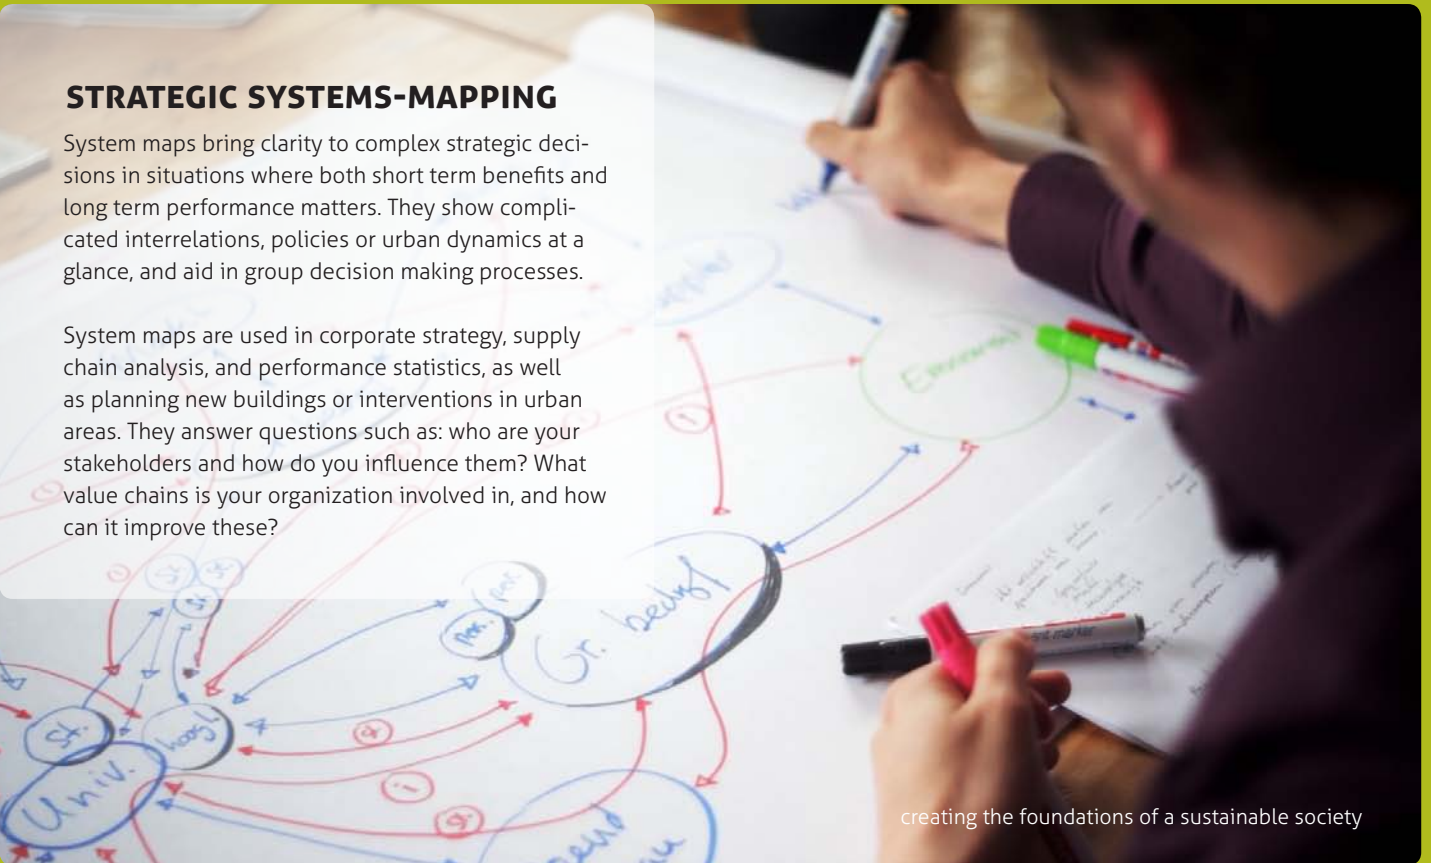 STRATEGIC SYSTEMS-MAPPING
System maps bring clarity to complex strategic deci-
sions in situations where both short term benefits and
long term performance matters. They show compli-
cated interrelations, policies or urban dynamics at a
glance, and aid in group decision making processes.
System maps are used in corporate strategy, supply
chain analysis, and performance statistics, as well
as planning new buildings or interventions in urban
areas. They answer questions such as: who are your
stakeholders and how do you influence them? What
value chains is your organization involved in, and how
can it improve these?
Gr. bedrijf
St.
hoogl.
Univ.
creating the foundations of a sustainable society